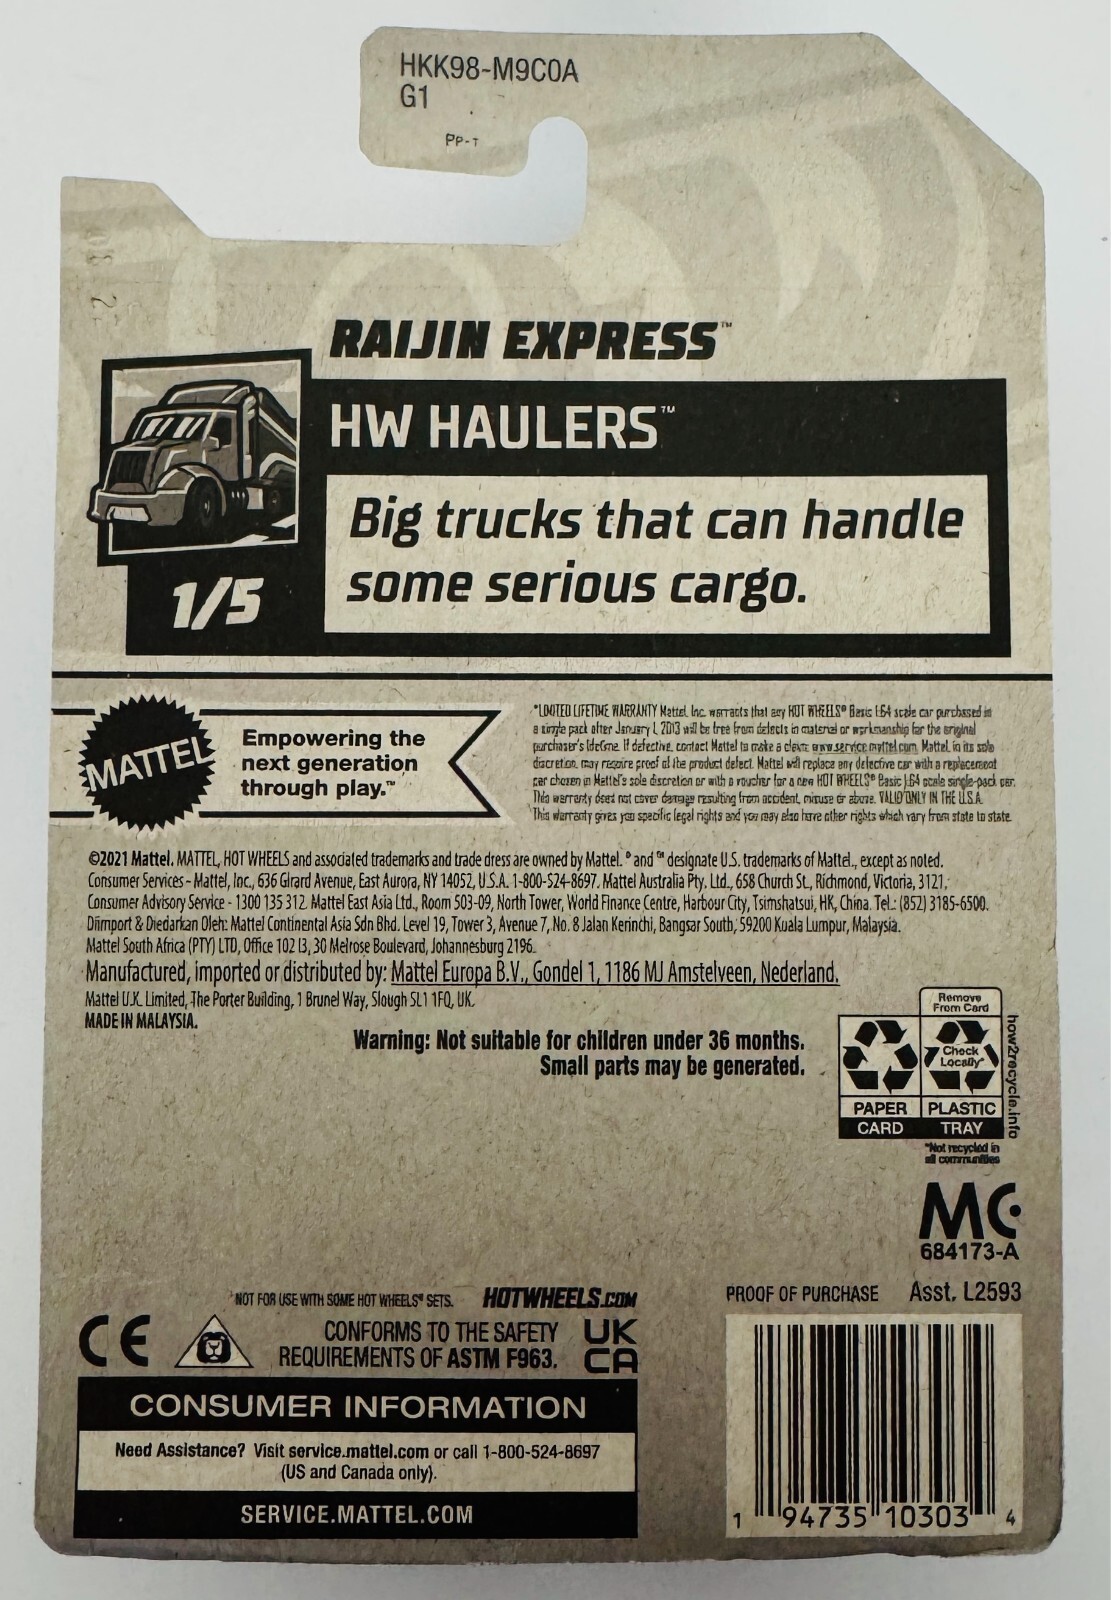 HKK98-M9C0A
G1
PP-T
RAIJIN EXPRESS™
HW HAULERS™
Big trucks that can handle
some serious cargo.
1/5
MATTEL
Empowering the
next generation
through play.™
*LIMITED LIFETIME WARRANTY Mattel, Inc. warrants that any HOT WHEELS® Basic 1:64 scale car purchased in
a single pack after January 1, 2013 will be free from defects in material or workmanship for the original
purchaser's lifetime. If defective, contact Mattel to make a claim: www.service.mattel.com. Mattel, in its sole
discretion, may require proof of the product defect. Mattel will replace any defective car with a replacement
car chosen in Mattel's sole discretion or with a voucher for a new HOT WHEELS® Basic 1:64 scale single-pack car.
This warranty does not cover damage resulting from accident, misuse or abuse. VALID ONLY IN THE U.S.A.
This warranty gives you specific legal rights and you may also have other rights which vary from state to state.
©2021 Mattel. MATTEL, HOT WHEELS and associated trademarks and trade dress are owned by Mattel. ® and ™ designate U.S. trademarks of Mattel., except as noted.
Consumer Services - Mattel, Inc., 636 Girard Avenue, East Aurora, NY 14052, U.S.A. 1-800-524-8697. Mattel Australia Pty. Ltd., 658 Church St., Richmond, Victoria, 3121,
Consumer Advisory Service - 1300 135 312. Mattel East Asia Ltd., Room 503-09, North Tower, World Finance Centre, Harbour City, Tsimshatsui, HK, China. Tel.: (852) 3185-6500.
Diimport & Diedarkan Oleh: Mattel Continental Asia Sdn Bhd. Level 19, Tower 3, Avenue 7, No. 8 Jalan Kerinchi, Bangsar South, 59200 Kuala Lumpur, Malaysia.
Mattel South Africa (PTY) LTD, Office 102 I3, 30 Melrose Boulevard, Johannesburg 2196.
Manufactured, imported or distributed by: Mattel Europa B.V., Gondel 1, 1186 MJ Amstelveen, Nederland.
Mattel U.K. Limited, The Porter Building, 1 Brunel Way, Slough SL1 1FQ, UK.
MADE IN MALAYSIA.
Warning: Not suitable for children under 36 months.
Small parts may be generated.
Remove
From Card
Check
Locally*
PAPER
PLASTIC
CARD
TRAY
how2recycle.info
*Not recycled in
all communities
MC
684173-A
*NOT FOR USE WITH SOME HOT WHEELS® SETS.
HOTWHEELS.COM
PROOF OF PURCHASE
Asst. L2593
CE
CONFORMS TO THE SAFETY
REQUIREMENTS OF ASTM F963.
UK
CA
CONSUMER INFORMATION
Need Assistance? Visit service.mattel.com or call 1-800-524-8697
(US and Canada only).
SERVICE.MATTEL.COM
1 94735 10303 4